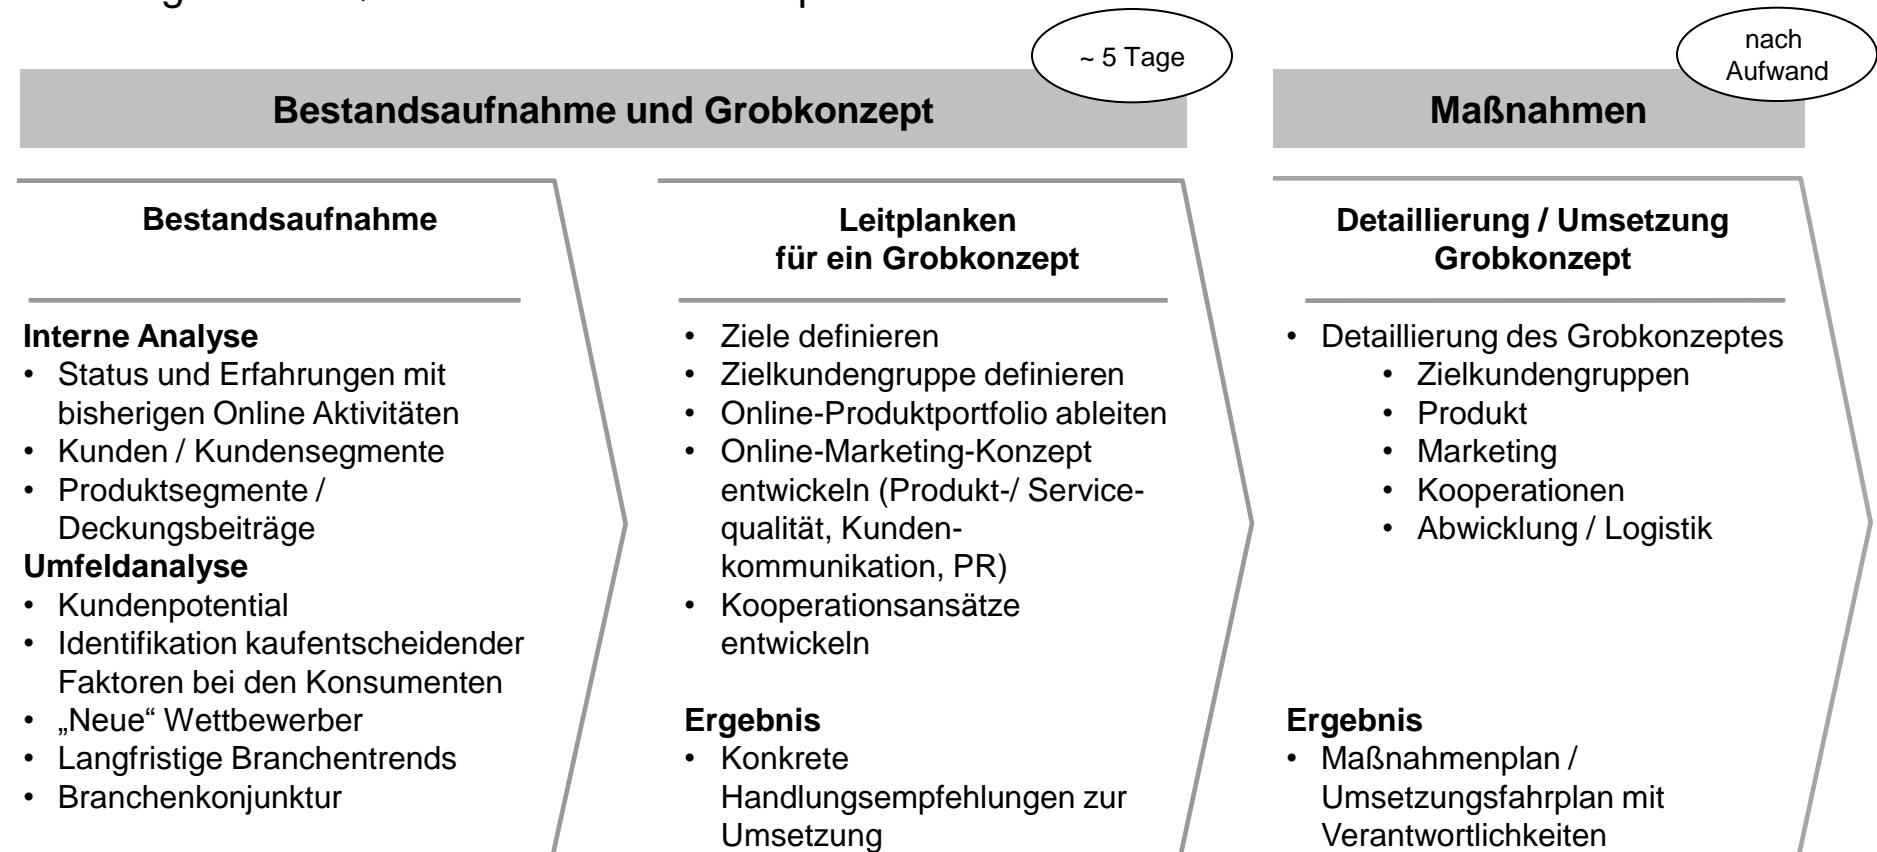 ~ 5 Tage
nach
Aufwand
Bestandsaufnahme und Grobkonzept
Maßnahmen
Bestandsaufnahme
Interne Analyse
• Status und Erfahrungen mit
bisherigen Online Aktivitäten
• Kunden / Kundensegmente
• Produktsegmente /
Deckungsbeiträge
Umfeldanalyse
• Kundenpotential
• Identifikation kaufentscheidender
Faktoren bei den Konsumenten
• „Neue“ Wettbewerber
• Langfristige Branchentrends
• Branchenkonjunktur
Leitplanken
für ein Grobkonzept
• Ziele definieren
• Zielkundengruppe definieren
• Online-Produktportfolio ableiten
• Online-Marketing-Konzept
entwickeln (Produkt-/ Service-
qualität, Kunden-
kommunikation, PR)
• Kooperationsansätze
entwickeln
Ergebnis
• Konkrete
Handlungsempfehlungen zur
Umsetzung
Detaillierung / Umsetzung
Grobkonzept
• Detaillierung des Grobkonzeptes
• Zielkundengruppen
• Produkt
• Marketing
• Kooperationen
• Abwicklung / Logistik
Ergebnis
• Maßnahmenplan /
Umsetzungsfahrplan mit
Verantwortlichkeiten